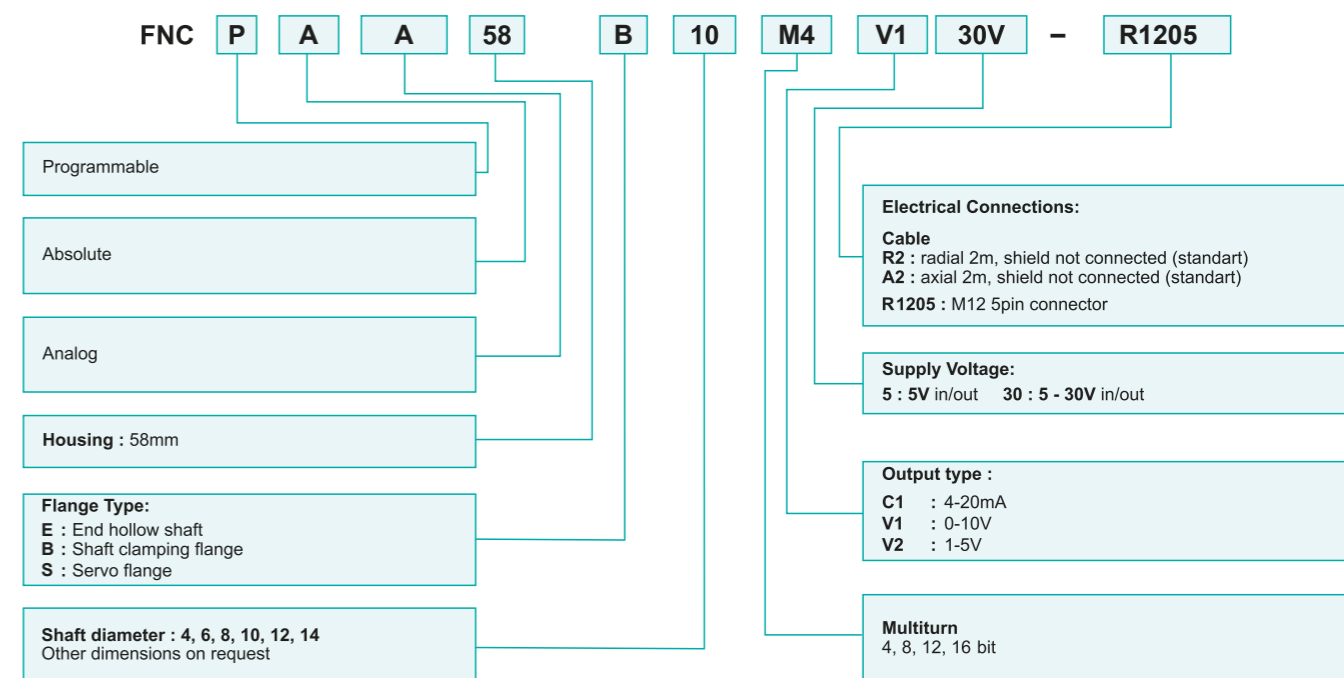 FNC P A A 58 B 10 M4 V1 30V – R1205
Programmable
Absolute
Analog
Housing : 58mm
Flange Type:
E : End hollow shaft
B : Shaft clamping flange
S : Servo flange
Shaft diameter : 4, 6, 8, 10, 12, 14
Other dimensions on request
Electrical Connections:
Cable
R2 : radial 2m, shield not connected (standart)
A2 : axial 2m, shield not connected (standart)
R1205 : M12 5pin connector
Supply Voltage:
5 : 5V in/out 30 : 5 - 30V in/out
Output type :
C1 : 4-20mA
V1 : 0-10V
V2 : 1-5V
Multiturn
4, 8, 12, 16 bit